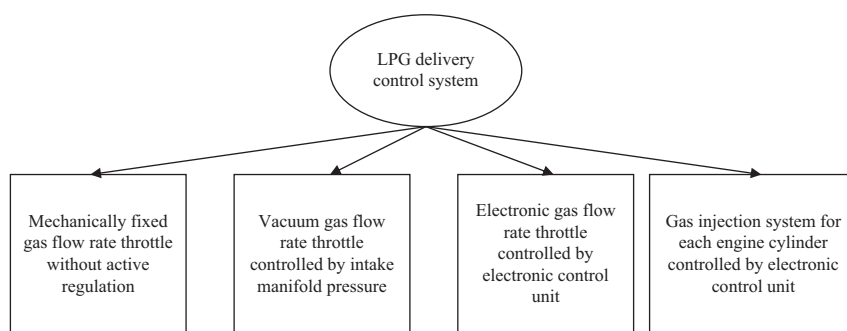 LPG delivery
control system
Mechanically fixed
gas flow rate throttle
without active
regulation
Vacuum gas flow
rate throttle
controlled by intake
manifold pressure
Electronic gas flow
rate throttle
controlled by
electronic control
unit
Gas injection system for
each engine cylinder
controlled by electronic
control unit